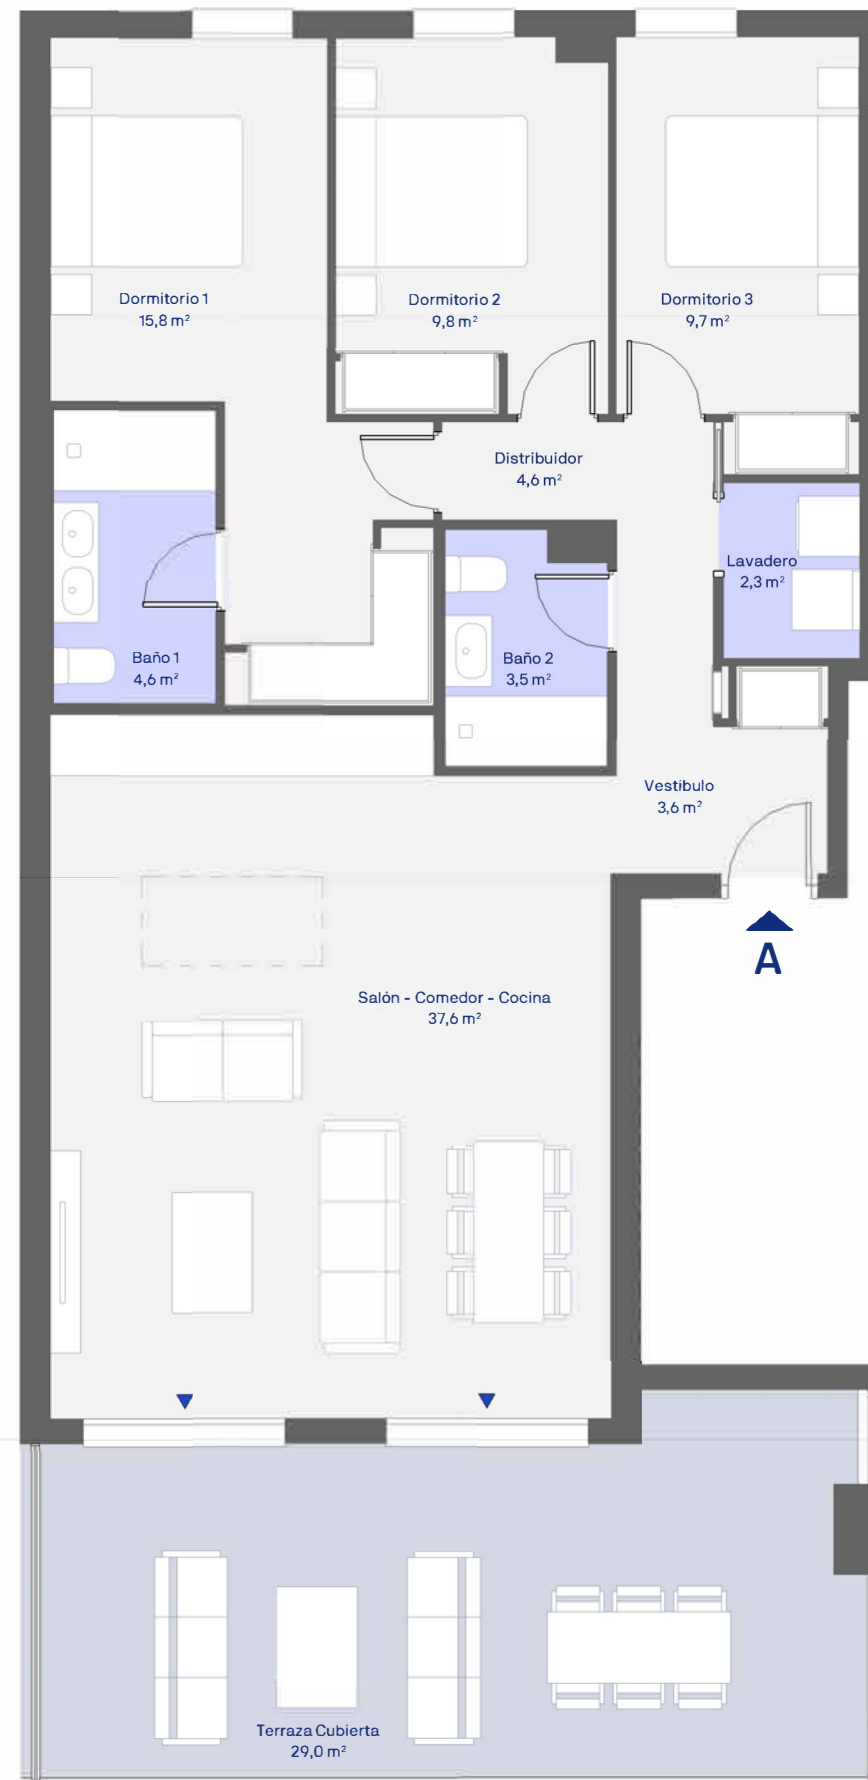 Dormitorio 1
15,8 m²
Dormitorio 2
9,8 m²
Dormitorio 3
9,7 m²
Distribuidor
4,6 m²
Lavadero
2,3 m²
Baño 1
4,6 m²
Baño 2
3,5 m²
Vestibulo
3,6 m²
A
Salón - Comedor - Cocina
37,6 m²
Terraza Cubierta
29,0 m²